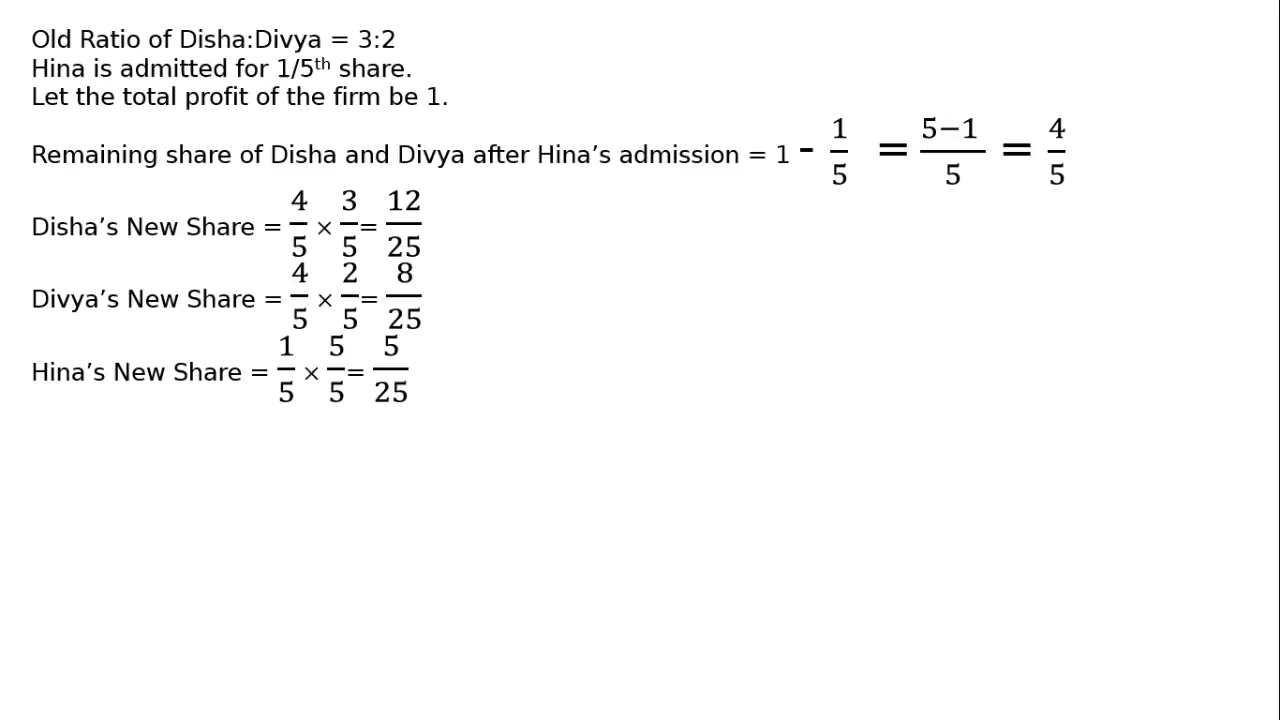 Old Ratio of Disha:Divya = 3:2
Hina is admitted for 1/5th share.
Let the total profit of the firm be 1.
Remaining share of Disha and Divya after Hina’s admission = 1 - 1/5 = 5−1/5 = 4/5
Disha’s New Share = 4/5 × 3/5 = 12/25
Divya’s New Share = 4/5 × 2/5 = 8/25
Hina’s New Share = 1/5 × 5/5 = 5/25